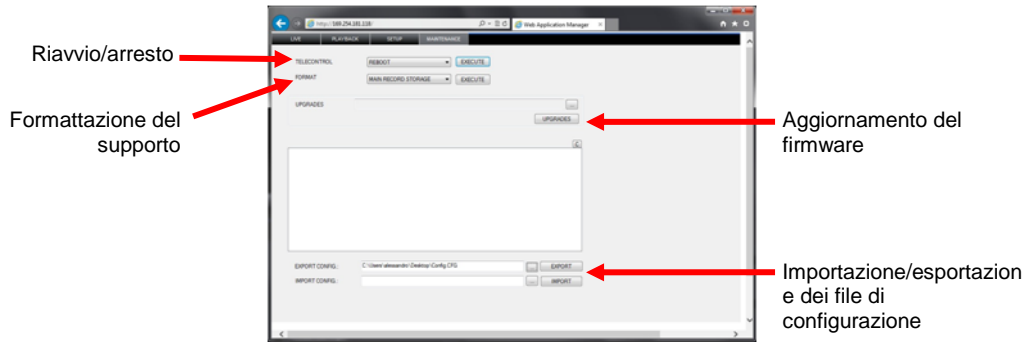 http://169.254.181.118/
Web Application Manager
LIVE PLAYBACK SETUP MAINTENANCE
Riavvio/arresto
TELECONTROL REBOOT EXECUTE
FORMAT MAIN RECORD STORAGE EXECUTE
UPGRADES ...
UPGRADES
Formattazione del
supporto
Aggiornamento del
firmware
C
EXPORT CONFIG.: C:\Users\alessandro\Desktop\Config.CFG ... EXPORT
IMPORT CONFIG.: ... IMPORT
Importazione/esportazion
e dei file di
configurazione